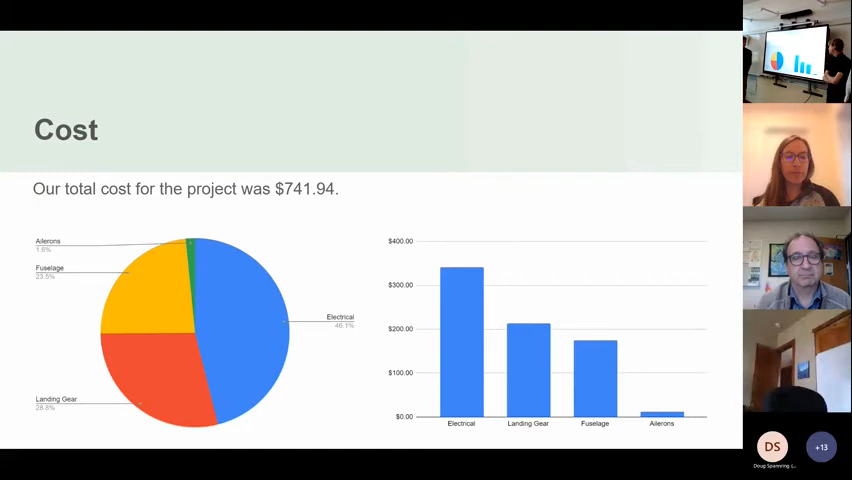 Cost
Our total cost for the project was $741.94.
Ailerons
1.6%
Fuselage
23.5%
Electrical
46.1%
Landing Gear
28.8%
$400.00
$300.00
$200.00
$100.00
$0.00
Electrical
Landing Gear
Fuselage
Ailerons
DS
+13